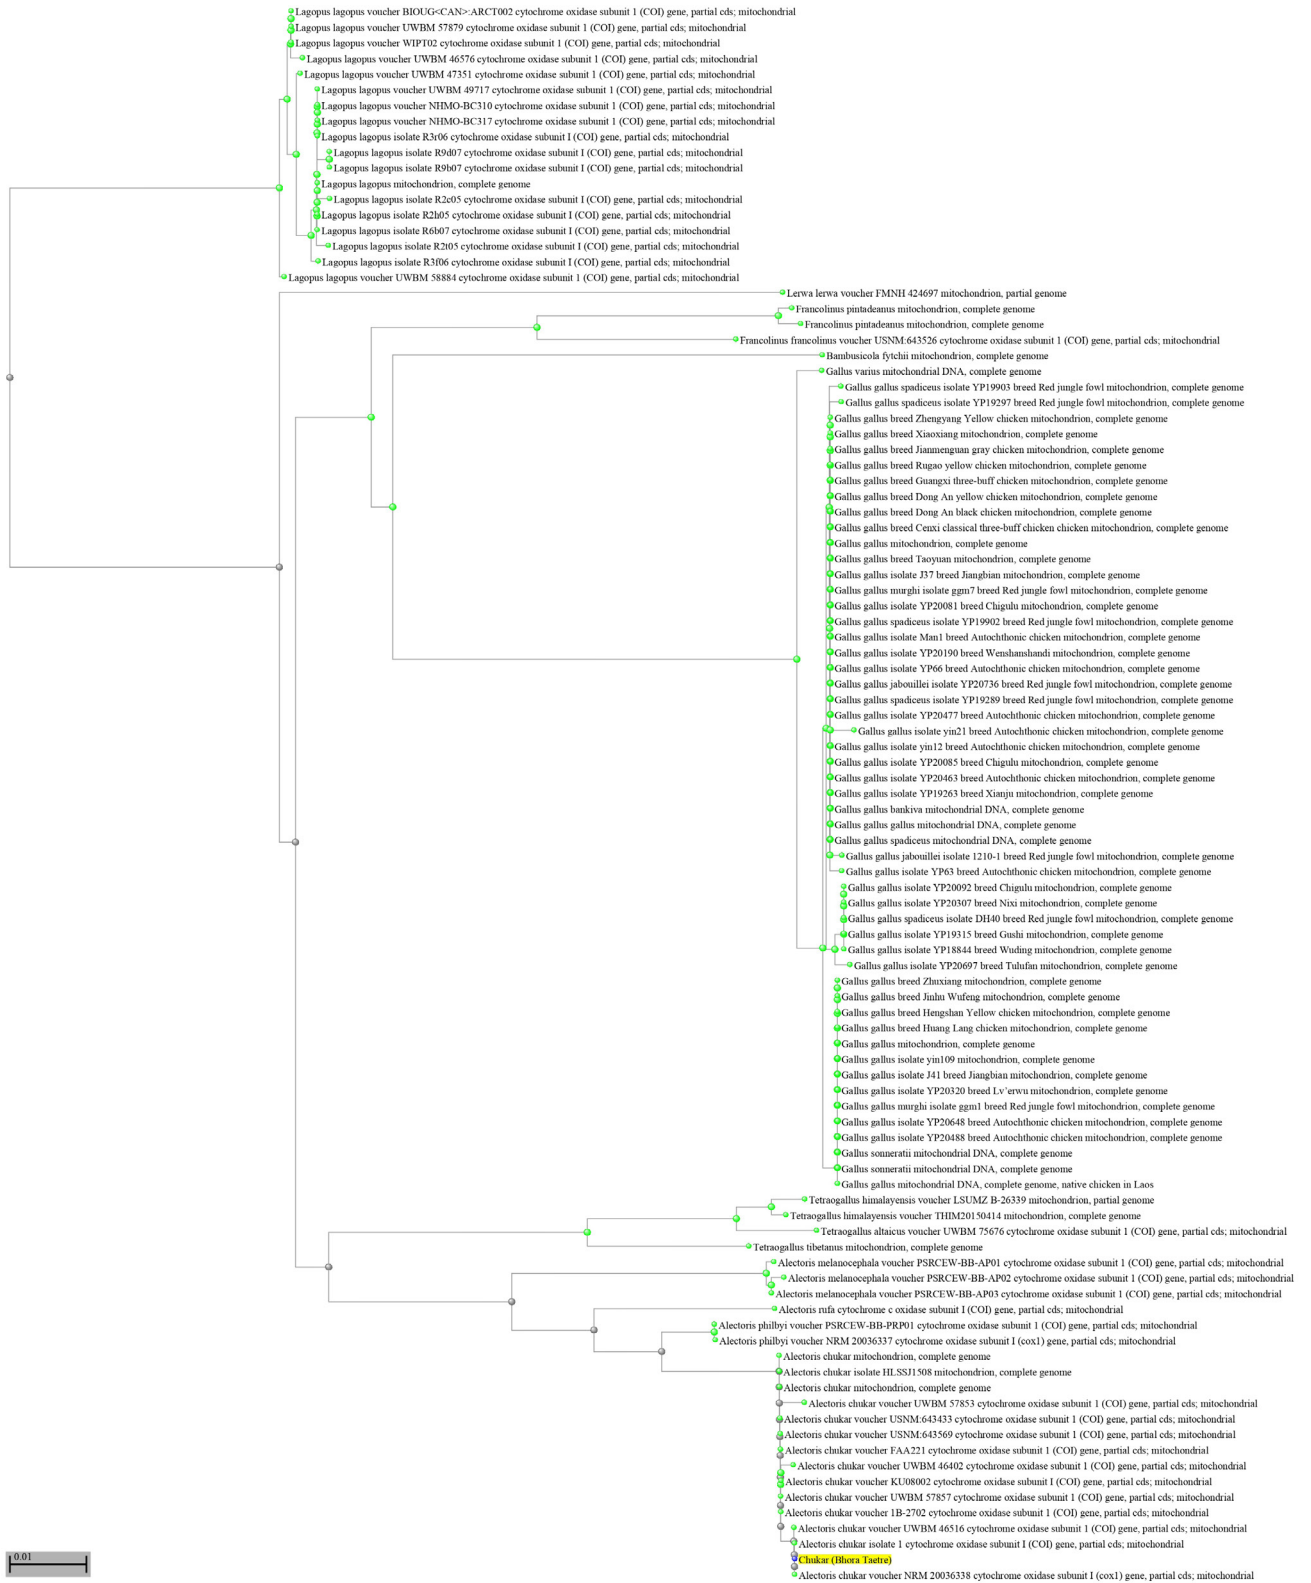 Lagopus lagopus voucher BIOUG<CAN>:ARCT002 cytochrome oxidase subunit 1 (COI) gene, partial cds; mitochondrial
Lagopus lagopus voucher UWBM 57879 cytochrome oxidase subunit 1 (COI) gene, partial cds; mitochondrial
Lagopus lagopus voucher WIPT02 cytochrome oxidase subunit 1 (COI) gene, partial cds; mitochondrial
Lagopus lagopus voucher UWBM 46576 cytochrome oxidase subunit 1 (COI) gene, partial cds; mitochondrial
Lagopus lagopus voucher UWBM 47351 cytochrome oxidase subunit 1 (COI) gene, partial cds; mitochondrial
Lagopus lagopus voucher UWBM 49717 cytochrome oxidase subunit 1 (COI) gene, partial cds; mitochondrial
Lagopus lagopus voucher NHMO-BC310 cytochrome oxidase subunit 1 (COI) gene, partial cds; mitochondrial
Lagopus lagopus voucher NHMO-BC317 cytochrome oxidase subunit 1 (COI) gene, partial cds; mitochondrial
Lagopus lagopus isolate R3r06 cytochrome oxidase subunit I (COI) gene, partial cds; mitochondrial
Lagopus lagopus isolate R9d07 cytochrome oxidase subunit I (COI) gene, partial cds; mitochondrial
Lagopus lagopus isolate R9b07 cytochrome oxidase subunit I (COI) gene, partial cds; mitochondrial
Lagopus lagopus mitochondrion, complete genome
Lagopus lagopus isolate R2c05 cytochrome oxidase subunit I (COI) gene, partial cds; mitochondrial
Lagopus lagopus isolate R2h05 cytochrome oxidase subunit I (COI) gene, partial cds; mitochondrial
Lagopus lagopus isolate R6b07 cytochrome oxidase subunit I (COI) gene, partial cds; mitochondrial
Lagopus lagopus isolate R2t05 cytochrome oxidase subunit I (COI) gene, partial cds; mitochondrial
Lagopus lagopus isolate R3f06 cytochrome oxidase subunit I (COI) gene, partial cds; mitochondrial
Lagopus lagopus voucher UWBM 58884 cytochrome oxidase subunit 1 (COI) gene, partial cds; mitochondrial
Lerwa lerwa voucher FMNH 424697 mitochondrion, partial genome
Francolinus pintadeanus mitochondrion, complete genome
Francolinus pintadeanus mitochondrion, complete genome
Francolinus francolinus voucher USNM:643526 cytochrome oxidase subunit 1 (COI) gene, partial cds; mitochondrial
Bambusicola fytchii mitochondrion, complete genome
Gallus varius mitochondrial DNA, complete genome
Gallus gallus spadiceus isolate YP19903 breed Red jungle fowl mitochondrion, complete genome
Gallus gallus spadiceus isolate YP19297 breed Red jungle fowl mitochondrion, complete genome
Gallus gallus breed Zhengyang Yellow chicken mitochondrion, complete genome
Gallus gallus breed Xiaoxiang mitochondrion, complete genome
Gallus gallus breed Jianmenguan gray chicken mitochondrion, complete genome
Gallus gallus breed Rugao yellow chicken mitochondrion, complete genome
Gallus gallus breed Guangxi three-buff chicken mitochondrion, complete genome
Gallus gallus breed Dong An yellow chicken mitochondrion, complete genome
Gallus gallus breed Dong An black chicken mitochondrion, complete genome
Gallus gallus breed Cenxi classical three-buff chicken chicken mitochondrion, complete genome
Gallus gallus mitochondrion, complete genome
Gallus gallus breed Taoyuan mitochondrion, complete genome
Gallus gallus isolate J37 breed Jiangbian mitochondrion, complete genome
Gallus gallus murghi isolate ggm7 breed Red jungle fowl mitochondrion, complete genome
Gallus gallus isolate YP20081 breed Chigulu mitochondrion, complete genome
Gallus gallus spadiceus isolate YP19902 breed Red jungle fowl mitochondrion, complete genome
Gallus gallus isolate Man1 breed Autochthonic chicken mitochondrion, complete genome
Gallus gallus isolate YP20190 breed Wenshanshandi mitochondrion, complete genome
Gallus gallus isolate YP66 breed Autochthonic chicken mitochondrion, complete genome
Gallus gallus jabouillei isolate YP20736 breed Red jungle fowl mitochondrion, complete genome
Gallus gallus spadiceus isolate YP19289 breed Red jungle fowl mitochondrion, complete genome
Gallus gallus isolate YP20477 breed Autochthonic chicken mitochondrion, complete genome
Gallus gallus isolate yin21 breed Autochthonic chicken mitochondrion, complete genome
Gallus gallus isolate yin12 breed Autochthonic chicken mitochondrion, complete genome
Gallus gallus isolate YP20085 breed Chigulu mitochondrion, complete genome
Gallus gallus isolate YP20463 breed Autochthonic chicken mitochondrion, complete genome
Gallus gallus isolate YP19263 breed Xianju mitochondrion, complete genome
Gallus gallus bankiva mitochondrial DNA, complete genome
Gallus gallus gallus mitochondrial DNA, complete genome
Gallus gallus spadiceus mitochondrial DNA, complete genome
Gallus gallus jabouillei isolate 1210-1 breed Red jungle fowl mitochondrion, complete genome
Gallus gallus isolate YP63 breed Autochthonic chicken mitochondrion, complete genome
Gallus gallus isolate YP20092 breed Chigulu mitochondrion, complete genome
Gallus gallus isolate YP20307 breed Nixi mitochondrion, complete genome
Gallus gallus spadiceus isolate DH40 breed Red jungle fowl mitochondrion, complete genome
Gallus gallus isolate YP19315 breed Gushi mitochondrion, complete genome
Gallus gallus isolate YP18844 breed Wuding mitochondrion, complete genome
Gallus gallus isolate YP20697 breed Tulufan mitochondrion, complete genome
Gallus gallus breed Zhuxiang mitochondrion, complete genome
Gallus gallus breed Jinhu Wufeng mitochondrion, complete genome
Gallus gallus breed Hengshan Yellow chicken mitochondrion, complete genome
Gallus gallus breed Huang Lang chicken mitochondrion, complete genome
Gallus gallus mitochondrion, complete genome
Gallus gallus isolate yin109 mitochondrion, complete genome
Gallus gallus isolate J41 breed Jiangbian mitochondrion, complete genome
Gallus gallus isolate YP20320 breed Lv'erwu mitochondrion, complete genome
Gallus gallus murghi isolate ggm1 breed Red jungle fowl mitochondrion, complete genome
Gallus gallus isolate YP20648 breed Autochthonic chicken mitochondrion, complete genome
Gallus gallus isolate YP20488 breed Autochthonic chicken mitochondrion, complete genome
Gallus sonneratii mitochondrial DNA, complete genome
Gallus sonneratii mitochondrial DNA, complete genome
Gallus gallus mitochondrial DNA, complete genome, native chicken in Laos
Tetraogallus himalayensis voucher LSUMZ B-26339 mitochondrion, partial genome
Tetraogallus himalayensis voucher THIM20150414 mitochondrion, complete genome
Tetraogallus altaicus voucher UWBM 75676 cytochrome oxidase subunit 1 (COI) gene, partial cds; mitochondrial
Tetraogallus tibetanus mitochondrion, complete genome
Alectoris melanocephala voucher PSRCEW-BB-AP01 cytochrome oxidase subunit 1 (COI) gene, partial cds; mitochondrial
Alectoris melanocephala voucher PSRCEW-BB-AP02 cytochrome oxidase subunit 1 (COI) gene, partial cds; mitochondrial
Alectoris melanocephala voucher PSRCEW-BB-AP03 cytochrome oxidase subunit 1 (COI) gene, partial cds; mitochondrial
Alectoris rufa cytochrome c oxidase subunit I (COI) gene, partial cds; mitochondrial
Alectoris philbyi voucher PSRCEW-BB-PRP01 cytochrome oxidase subunit 1 (COI) gene, partial cds; mitochondrial
Alectoris philbyi voucher NRM 20036337 cytochrome oxidase subunit I (cox1) gene, partial cds; mitochondrial
Alectoris chukar mitochondrion, complete genome
Alectoris chukar isolate HLSSJ1508 mitochondrion, complete genome
Alectoris chukar mitochondrion, complete genome
Alectoris chukar voucher UWBM 57853 cytochrome oxidase subunit 1 (COI) gene, partial cds; mitochondrial
Alectoris chukar voucher USNM:643433 cytochrome oxidase subunit 1 (COI) gene, partial cds; mitochondrial
Alectoris chukar voucher USNM:643569 cytochrome oxidase subunit 1 (COI) gene, partial cds; mitochondrial
Alectoris chukar voucher FAA221 cytochrome oxidase subunit 1 (COI) gene, partial cds; mitochondrial
Alectoris chukar voucher UWBM 46402 cytochrome oxidase subunit 1 (COI) gene, partial cds; mitochondrial
Alectoris chukar voucher KU08002 cytochrome oxidase subunit I (COI) gene, partial cds; mitochondrial
Alectoris chukar voucher UWBM 57857 cytochrome oxidase subunit 1 (COI) gene, partial cds; mitochondrial
Alectoris chukar voucher 1B-2702 cytochrome oxidase subunit 1 (COI) gene, partial cds; mitochondrial
Alectoris chukar voucher UWBM 46516 cytochrome oxidase subunit 1 (COI) gene, partial cds; mitochondrial
Alectoris chukar isolate 1 cytochrome oxidase subunit I (COI) gene, partial cds; mitochondrial
Chukar (Bhora Taetre)
Alectoris chukar voucher NRM 20036338 cytochrome oxidase subunit I (cox1) gene, partial cds; mitochondrial
0.01